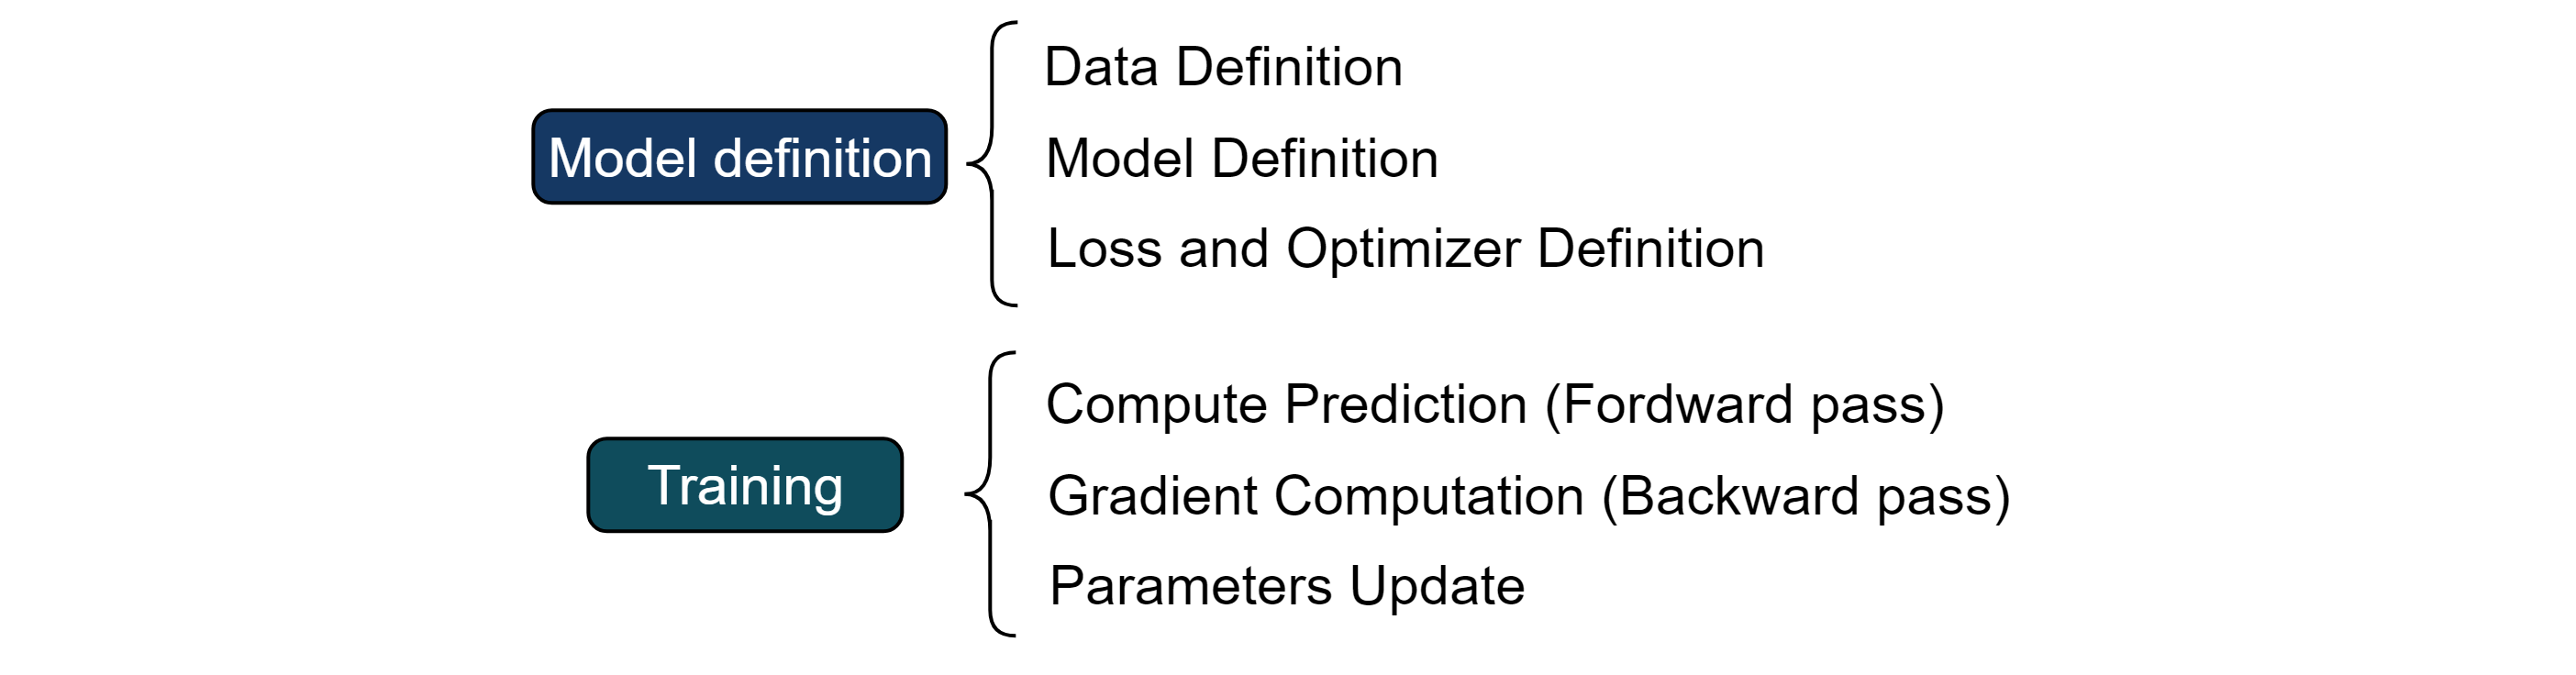 Model definition
Data Definition
Model Definition
Loss and Optimizer Definition
Training
Compute Prediction (Fordward pass)
Gradient Computation (Backward pass)
Parameters Update